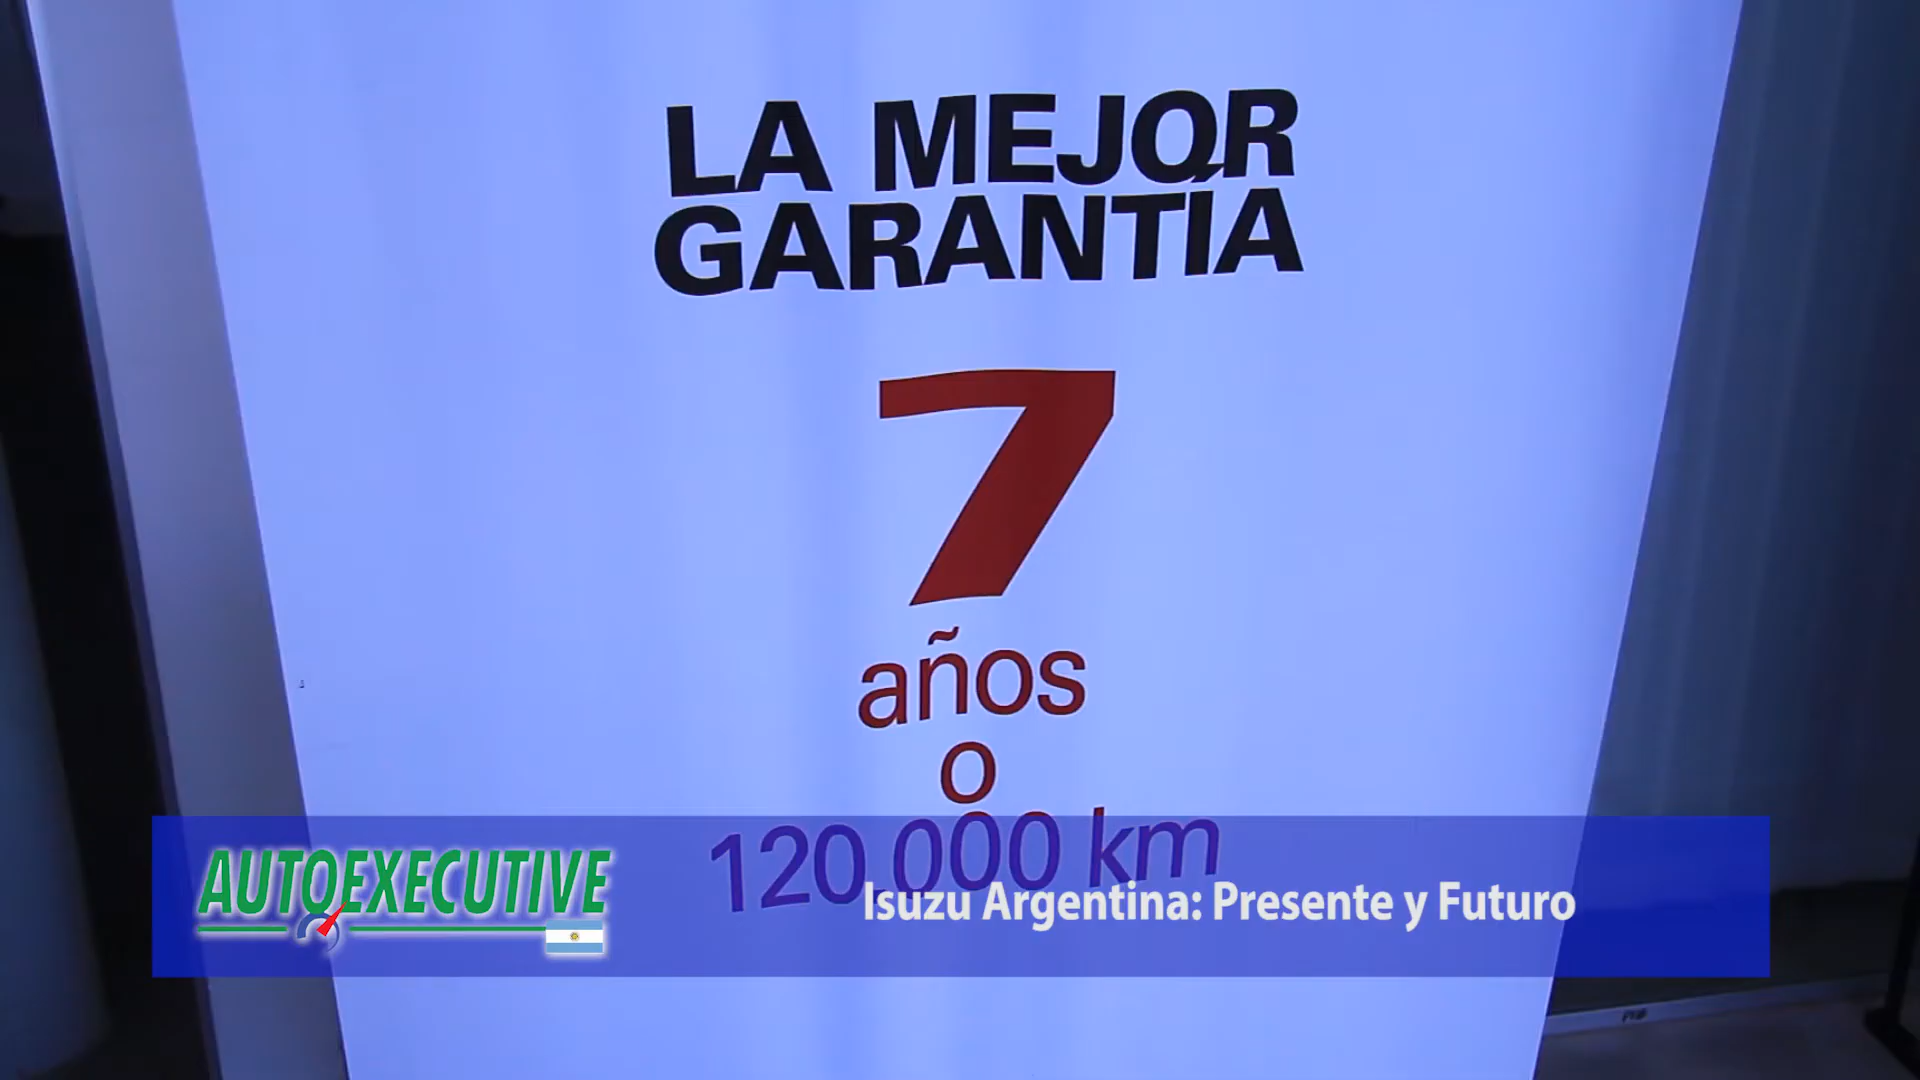 LA MEJOR
GARANTÍA
7
años
o
120.000 km
AUTOEXECUTIVE
Isuzu Argentina: Presente y Futuro